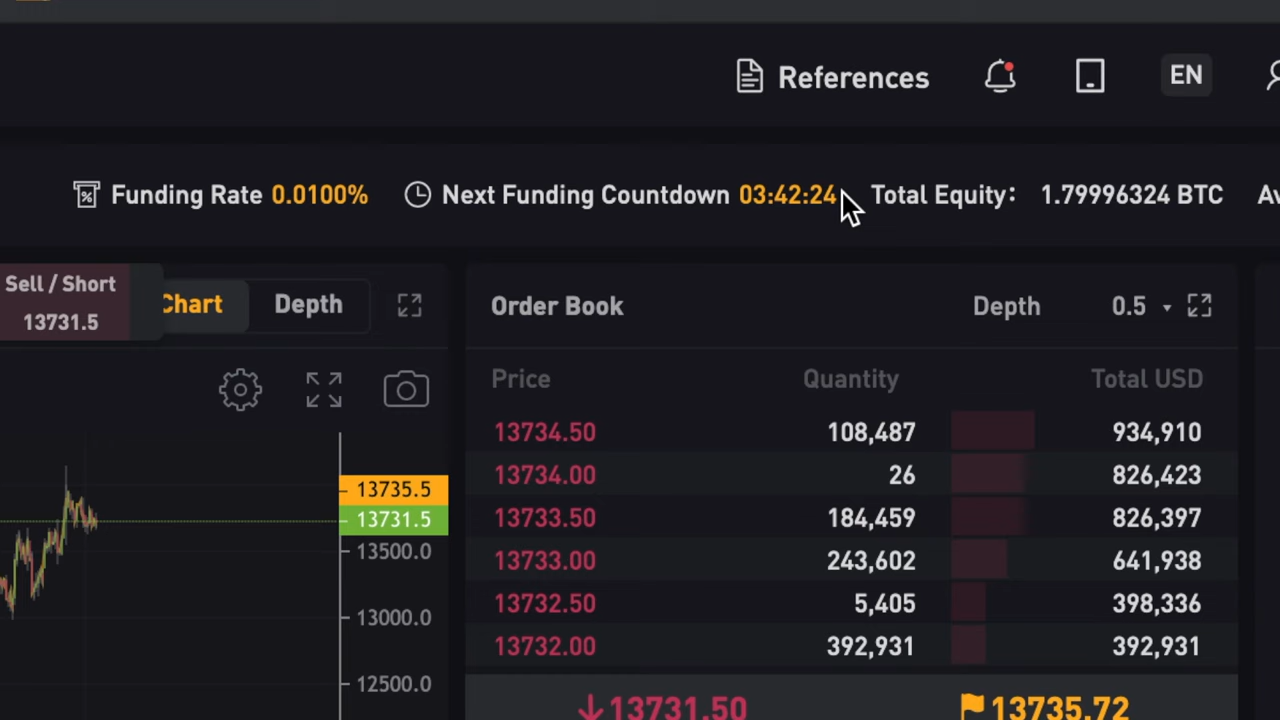 References
EN
Funding Rate 0.0100% Next Funding Countdown 03:42:24 Total Equity: 1.79996324 BTC
Sell / Short
13731.5
Chart Depth
Order Book Depth 0.5
Price Quantity Total USD
13734.50 108,487 934,910
13734.00 26 826,423
13733.50 184,459 826,397
13733.00 243,602 641,938
13732.50 5,405 398,336
13732.00 392,931 392,931
13735.5
13731.5
13500.0
13000.0
12500.0
↓13731.50 13735.72